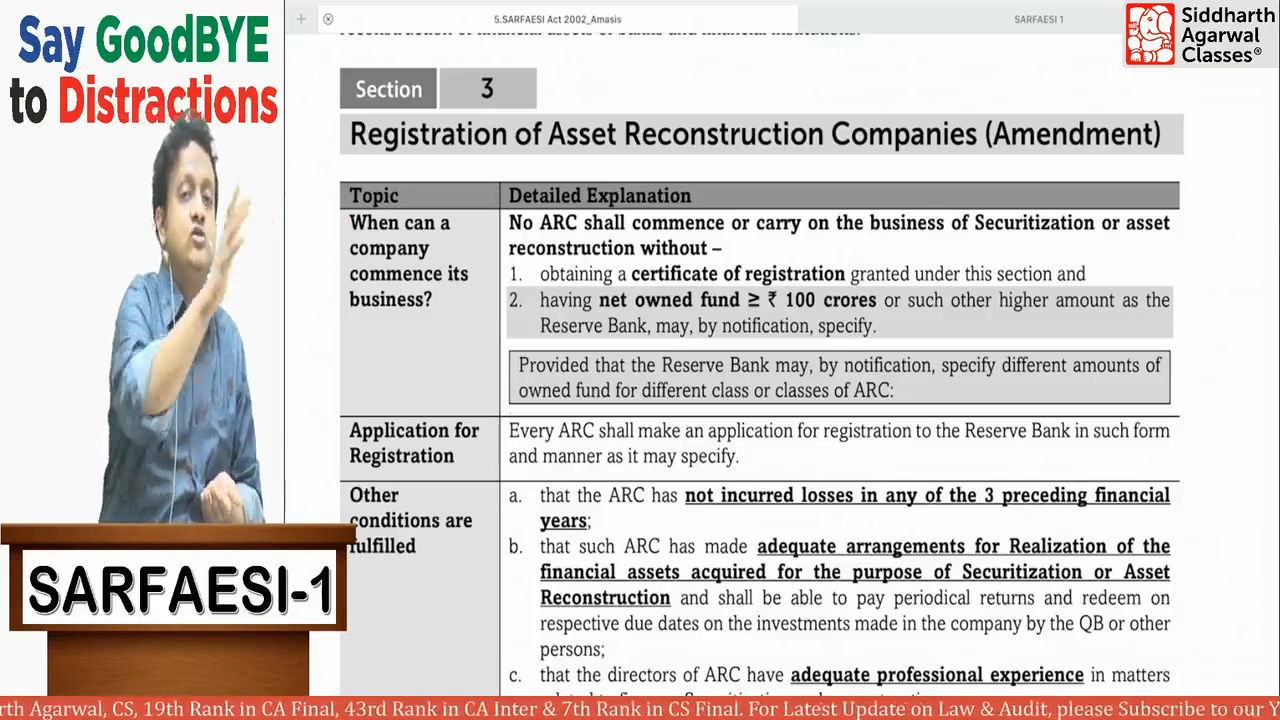 Say GoodBYE
to Distractions
5.SARFAESI Act 2002_Amasis
SARFAESI 1
Siddharth
Agarwal
Classes®
Section 3
Registration of Asset Reconstruction Companies (Amendment)
Topic
Detailed Explanation
When can a
company
commence its
business?
No ARC shall commence or carry on the business of Securitization or asset
reconstruction without –
1. obtaining a certificate of registration granted under this section and
2. having net owned fund ≥ ₹ 100 crores or such other higher amount as the
Reserve Bank, may, by notification, specify.
Provided that the Reserve Bank may, by notification, specify different amounts of
owned fund for different class or classes of ARC:
Application for
Registration
Every ARC shall make an application for registration to the Reserve Bank in such form
and manner as it may specify.
Other
conditions are
fulfilled
a. that the ARC has not incurred losses in any of the 3 preceding financial
years;
b. that such ARC has made adequate arrangements for Realization of the
financial assets acquired for the purpose of Securitization or Asset
Reconstruction and shall be able to pay periodical returns and redeem on
respective due dates on the investments made in the company by the QB or other
persons;
c. that the directors of ARC have adequate professional experience in matters
SARFAESI-1
rth Agarwal, CS, 19th Rank in CA Final, 43rd Rank in CA Inter & 7th Rank in CS Final. For Latest Update on Law & Audit, please Subscribe to our Y